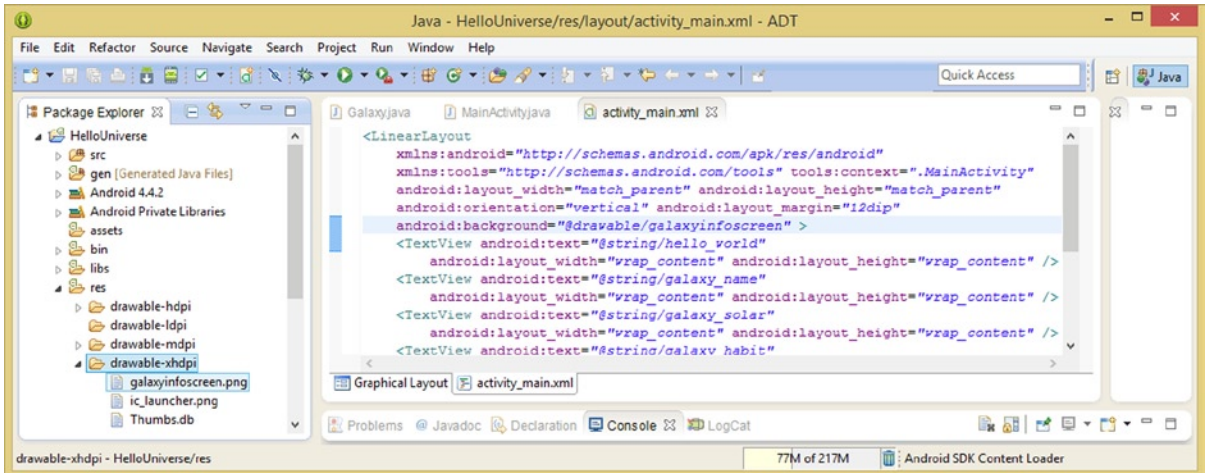 Java - HelloUniverse/res/layout/activity_main.xml - ADT
File Edit Refactor Source Navigate Search Project Run Window Help
Quick Access
Java
Package Explorer
HelloUniverse
src
gen [Generated Java Files]
Android 4.4.2
Android Private Libraries
assets
bin
libs
res
drawable-hdpi
drawable-ldpi
drawable-mdpi
drawable-xhdpi
galaxyinfoscreen.png
ic_launcher.png
Thumbs.db
Galaxy.java MainActivity.java activity_main.xml
<LinearLayout
xmlns:android="http://schemas.android.com/apk/res/android"
xmlns:tools="http://schemas.android.com/tools" tools:context=".MainActivity"
android:layout_width="match_parent" android:layout_height="match_parent"
android:orientation="vertical" android:layout_margin="12dip"
android:background="@drawable/galaxyinfoscreen" >
<TextView android:text="@string/hello_world"
android:layout_width="wrap_content" android:layout_height="wrap_content" />
<TextView android:text="@string/galaxy_name"
android:layout_width="wrap_content" android:layout_height="wrap_content" />
<TextView android:text="@string/galaxy_solar"
android:layout_width="wrap_content" android:layout_height="wrap_content" />
<TextView android:text="@string/galaxy_habit"
Graphical Layout activity_main.xml
Problems @ Javadoc Declaration Console LogCat
drawable-xhdpi - HelloUniverse/res
77M of 217M
Android SDK Content Loader